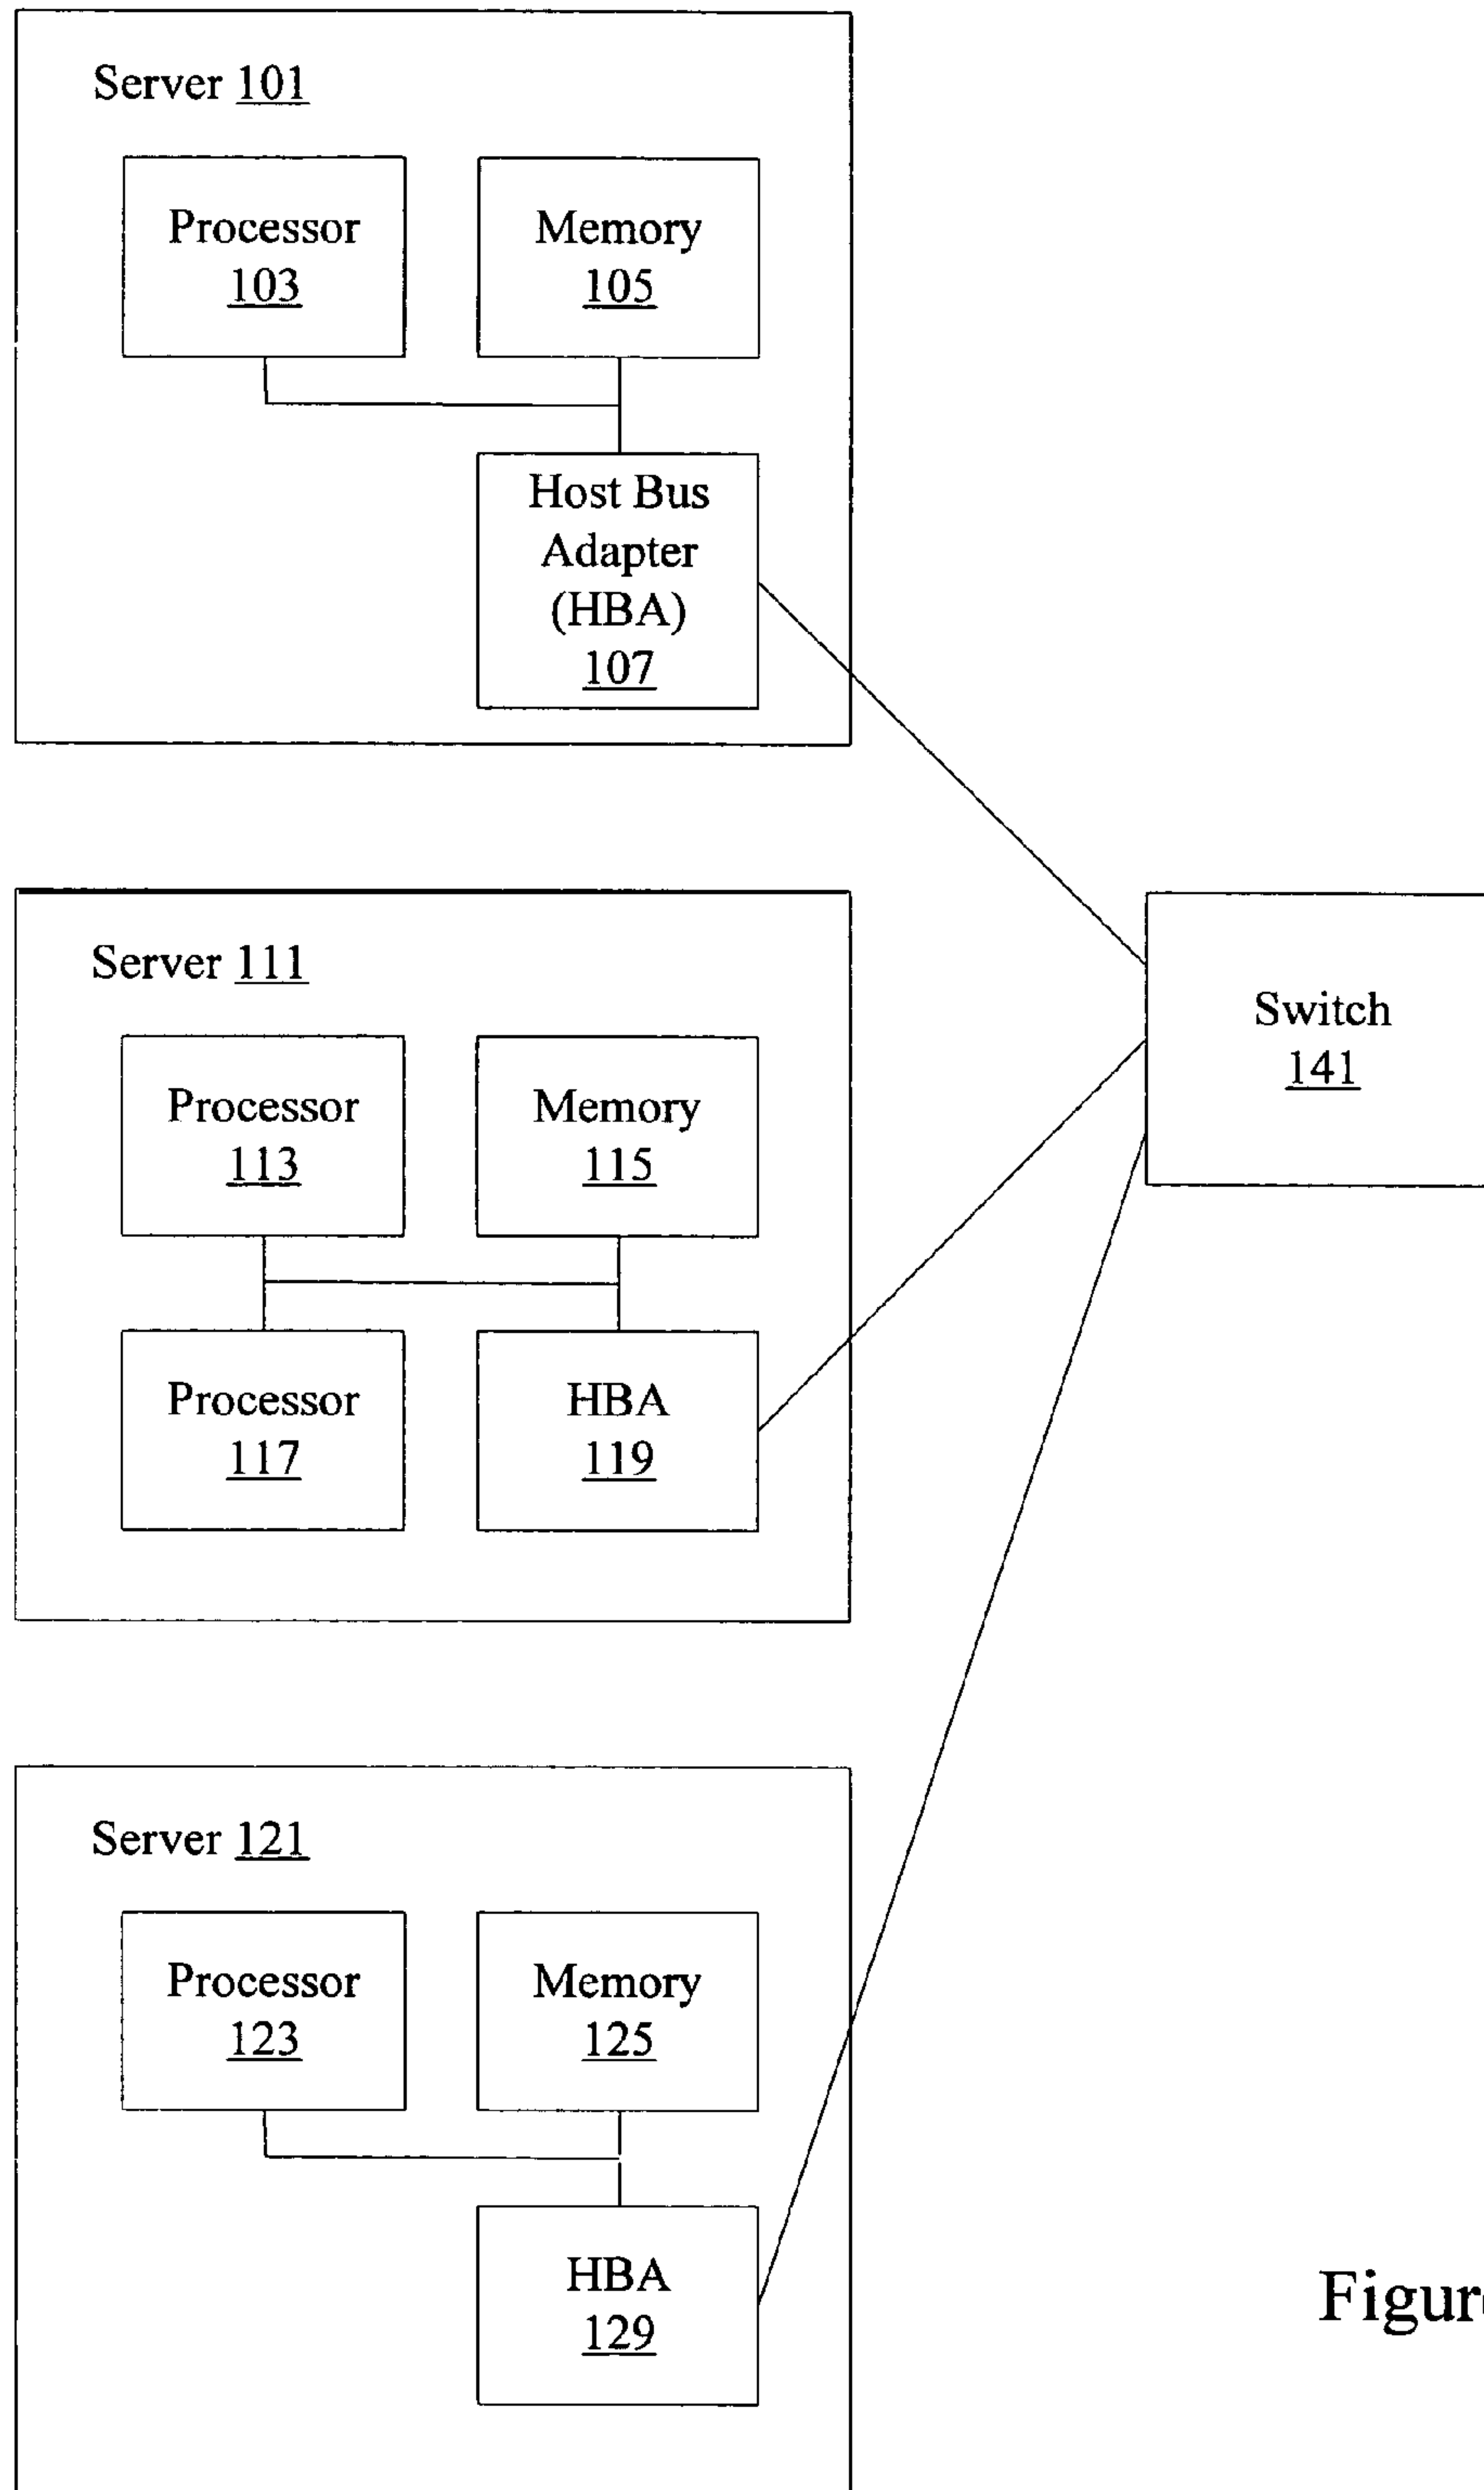 Server 101
Processor
103
Memory
105
Host Bus
Adapter
(HBA)
107
Server 111
Processor
113
Memory
115
Processor
117
HBA
119
Switch
141
Server 121
Processor
123
Memory
125
HBA
129
Figur